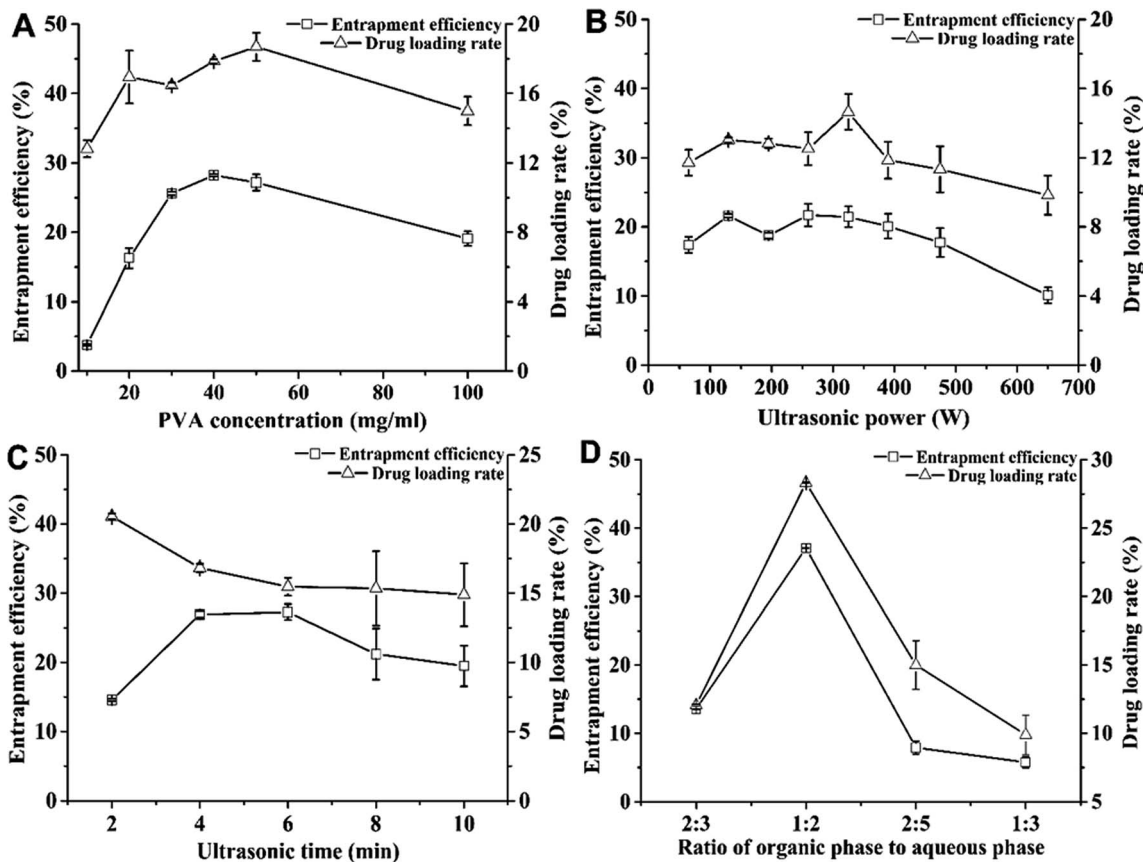 A
Entrapment efficiency
Drug loading rate
Entrapment efficiency (%)
50
40
30
20
10
0
20
16
12
8
4
0
Drug loading rate (%)
20 40 60 80 100
PVA concentration (mg/ml)
B
Entrapment efficiency
Drug loading rate
Entrapment efficiency (%)
50
40
30
20
10
0
20
16
12
8
4
0
Drug loading rate (%)
0 100 200 300 400 500 600 700
Ultrasonic power (W)
C
Entrapment efficiency
Drug loading rate
Entrapment efficiency (%)
50
40
30
20
10
0
25
20
15
10
5
0
Drug loading rate (%)
2 4 6 8 10
Ultrasonic time (min)
D
Entrapment efficiency
Drug loading rate
Entrapment efficiency (%)
50
40
30
20
10
0
30
25
20
15
10
5
Drug loading rate (%)
2:3 1:2 2:5 1:3
Ratio of organic phase to aqueous phase